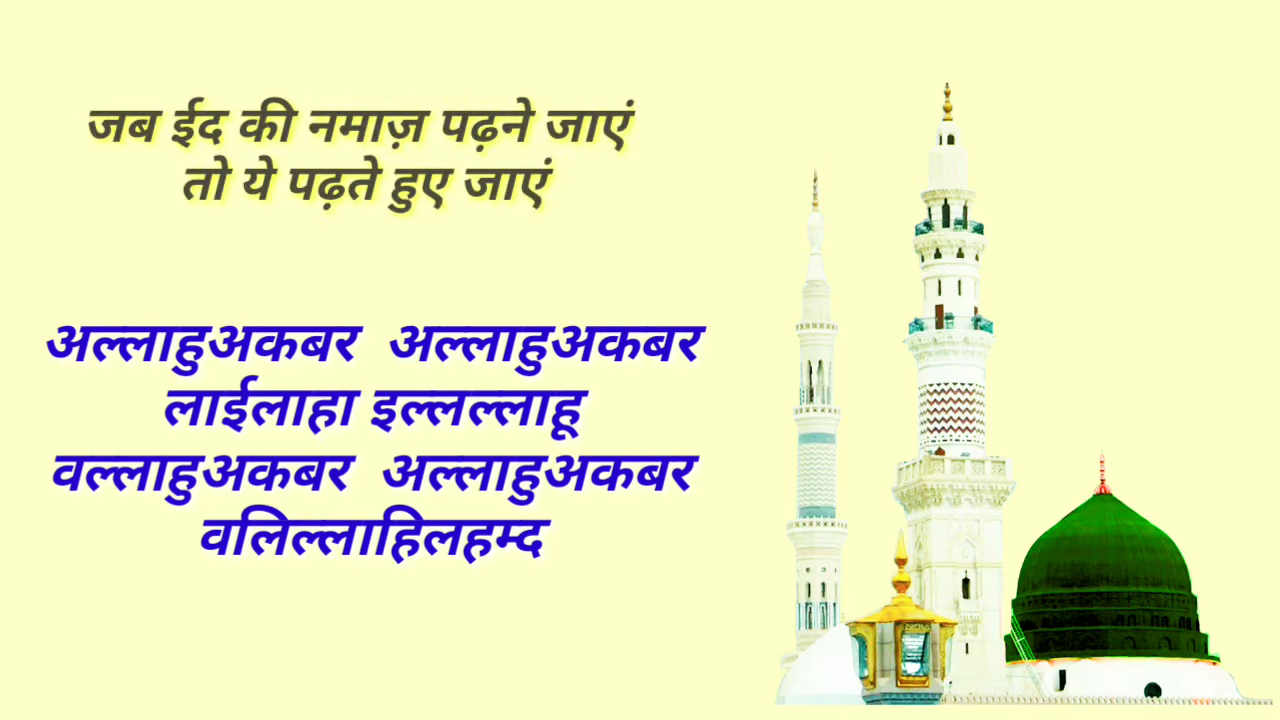 जब ईद की नमाज़ पढ़ने जाएं
तो ये पढ़ते हुए जाएं
अल्लाहुअकबर अल्लाहुअकबर
लाईलाहा इल्लल्लाहू
वल्लाहुअकबर अल्लाहुअकबर
वलिल्लाहिलहम्द